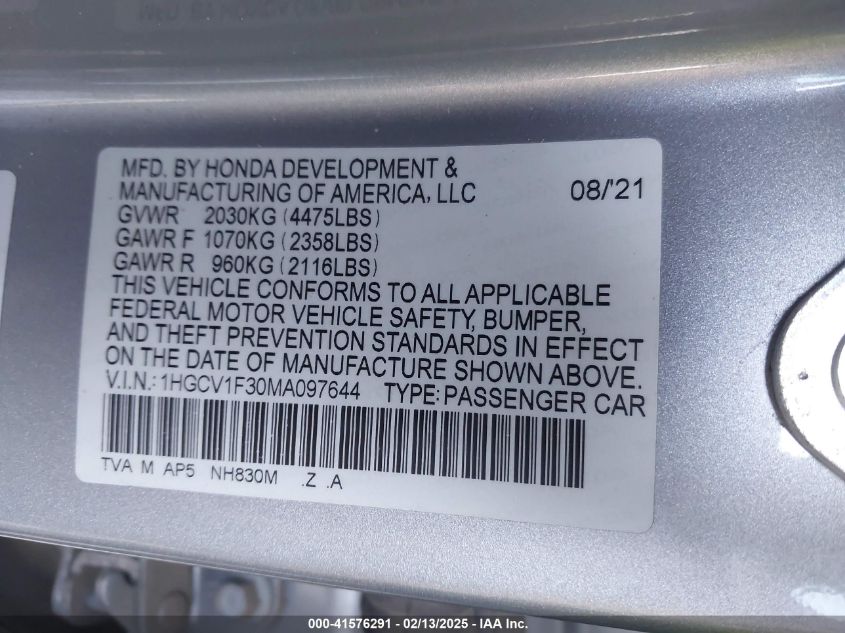 MFD. BY HONDA DEVELOPMENT &
MANUFACTURING OF AMERICA, LLC 08/'21
GVWR 2030KG (4475LBS)
GAWR F 1070KG (2358LBS)
GAWR R 960KG (2116LBS)
THIS VEHICLE CONFORMS TO ALL APPLICABLE
FEDERAL MOTOR VEHICLE SAFETY, BUMPER,
AND THEFT PREVENTION STANDARDS IN EFFECT
ON THE DATE OF MANUFACTURE SHOWN ABOVE.
V.I.N.: 1HGCV1F30MA097644 TYPE: PASSENGER CAR
TVA M AP5 NH830M .Z .A
000-41576291 - 02/13/2025 - IAA Inc.